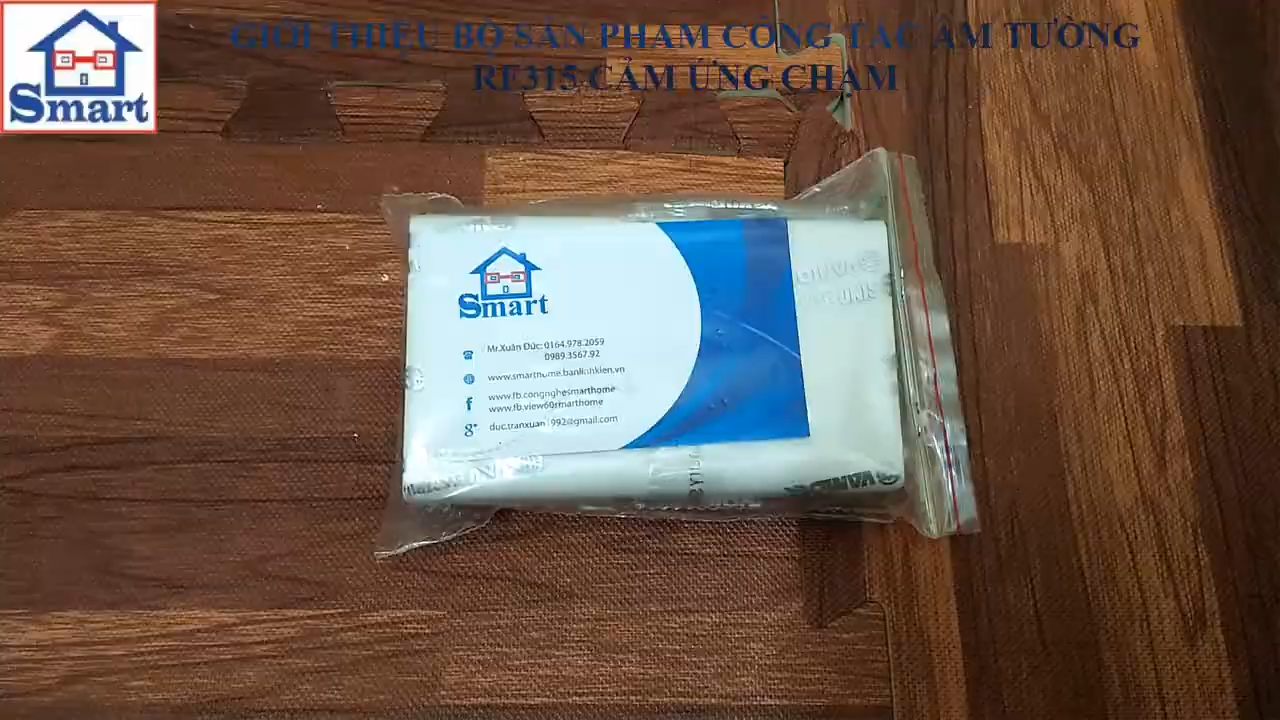 GIỚI THIỆU BỘ SẢN PHẨM CÔNG TẮC ÂM TƯỜNG
RF315 CẢM ỨNG CHẠM
Smart
Smart
Mr.Xuân Đức: 0164.978.2059
0989.3567.92
www.smarthome.banlinhkien.vn
www.fb.congnghesmarthome
www.fb.view60rmarthome
duc.tranxuan1992@gmail.com